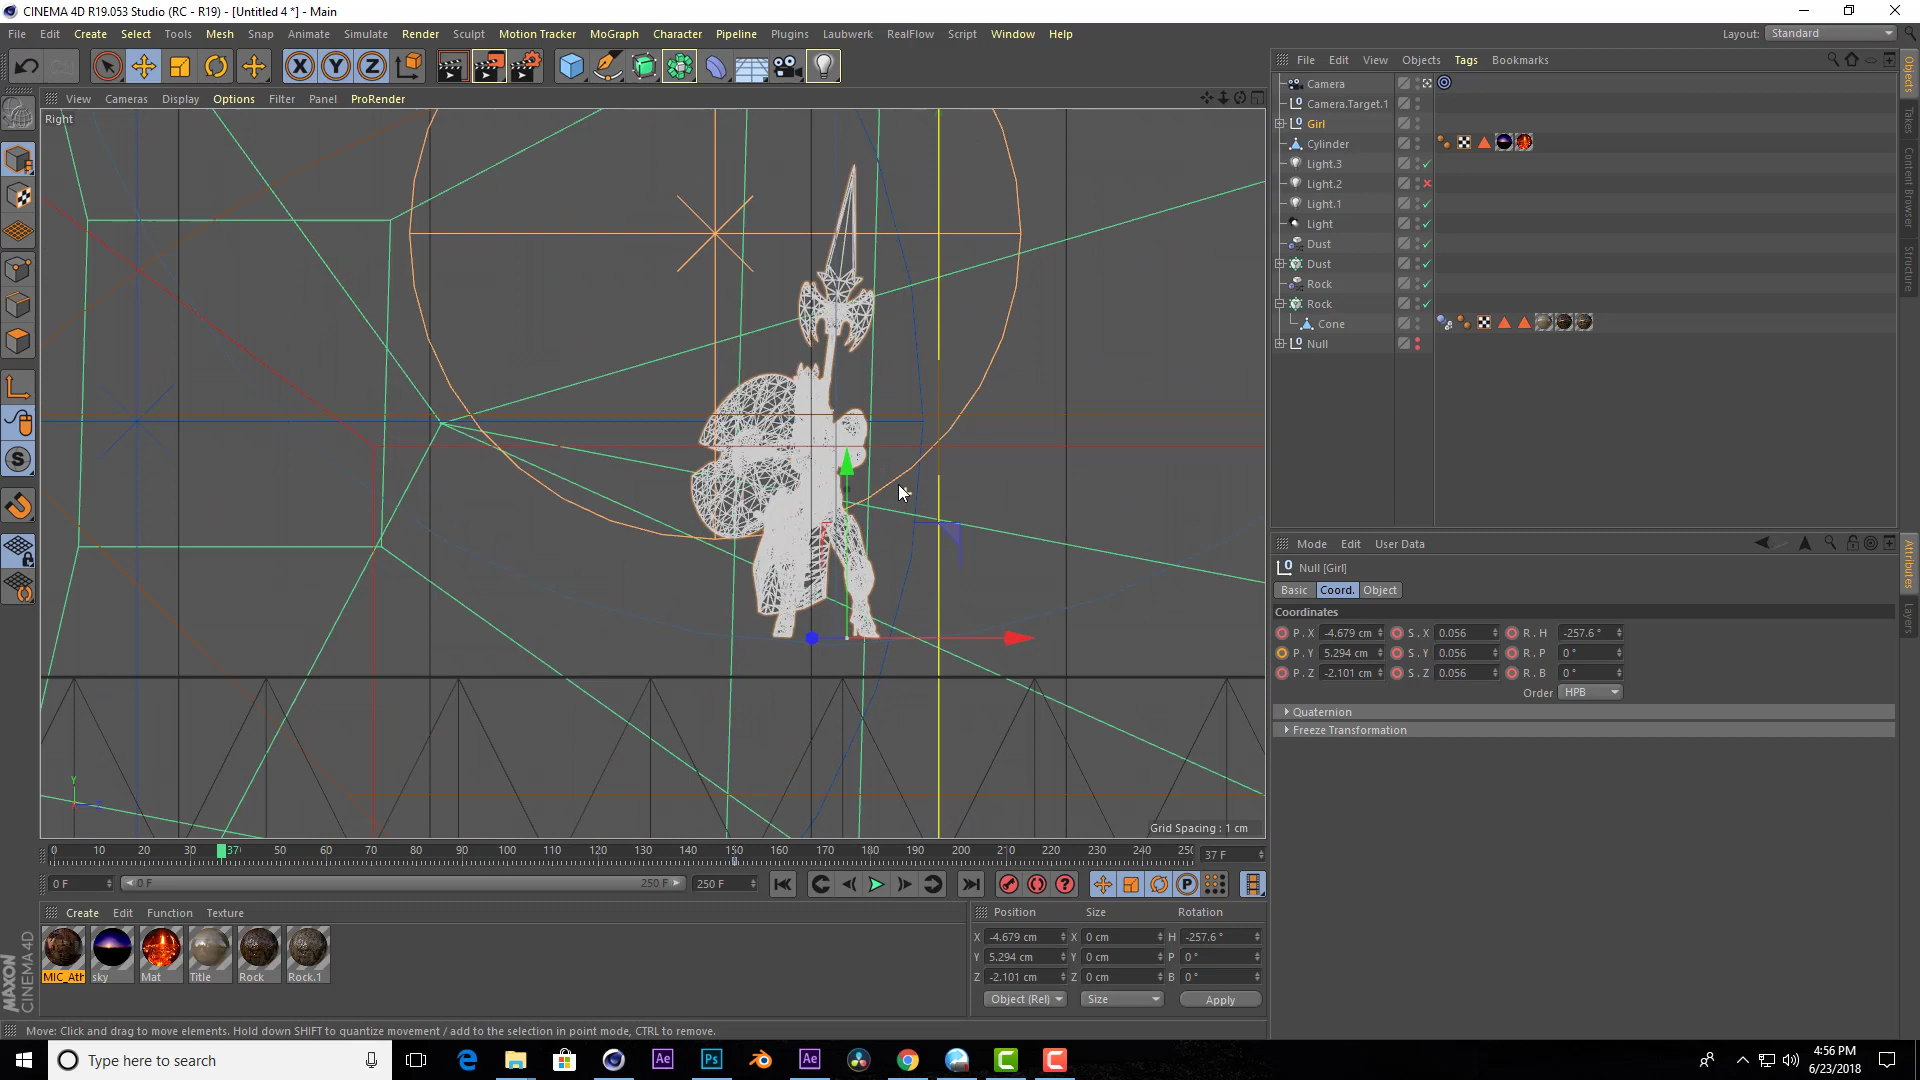 CINEMA 4D R19.053 Studio (RC - R19) - [Untitled 4 *] - Main
File Edit Create Select Tools Mesh Snap Animate Simulate Render Sculpt Motion Tracker MoGraph Character Pipeline Plugins Laubwerk RealFlow Script Window Help Layout: Standard
View Cameras Display Options Filter Panel ProRender
Right
Grid Spacing : 1 cm
File Edit View Objects Tags Bookmarks
Camera
Camera.Target.1
Girl
Cylinder
Light.3
Light.2
Light.1
Light
Dust
Dust
Rock
Rock
Cone
Null
Objects
Takes
Content Browser
Structure
Mode Edit User Data
Null [Girl]
Basic Coord. Object
Coordinates
P . X -4.679 cm S . X 0.056 R . H -257.6 °
P . Y 5.294 cm S . Y 0.056 R . P 0 °
P . Z -2.101 cm S . Z 0.056 R . B 0 °
Order HPB
Quaternion
Freeze Transformation
Attributes
Layers
0 10 20 30 37 50 60 70 80 90 100 110 120 130 140 150 160 170 180 190 200 210 220 230 240 250
37 F
0 F 0 F 250 F 250 F
Create Edit Function Texture
MIC_Ath sky Mat Title Rock Rock.1
Position Size Rotation
X -4.679 cm X 0 cm H -257.6 °
Y 5.294 cm Y 0 cm P 0 °
Z -2.101 cm Z 0 cm B 0 °
Object (Rel) Size Apply
MAXON CINEMA 4D
Move: Click and drag to move elements. Hold down SHIFT to quantize movement / add to the selection in point mode, CTRL to remove.
Type here to search
4:56 PM
6/23/2018